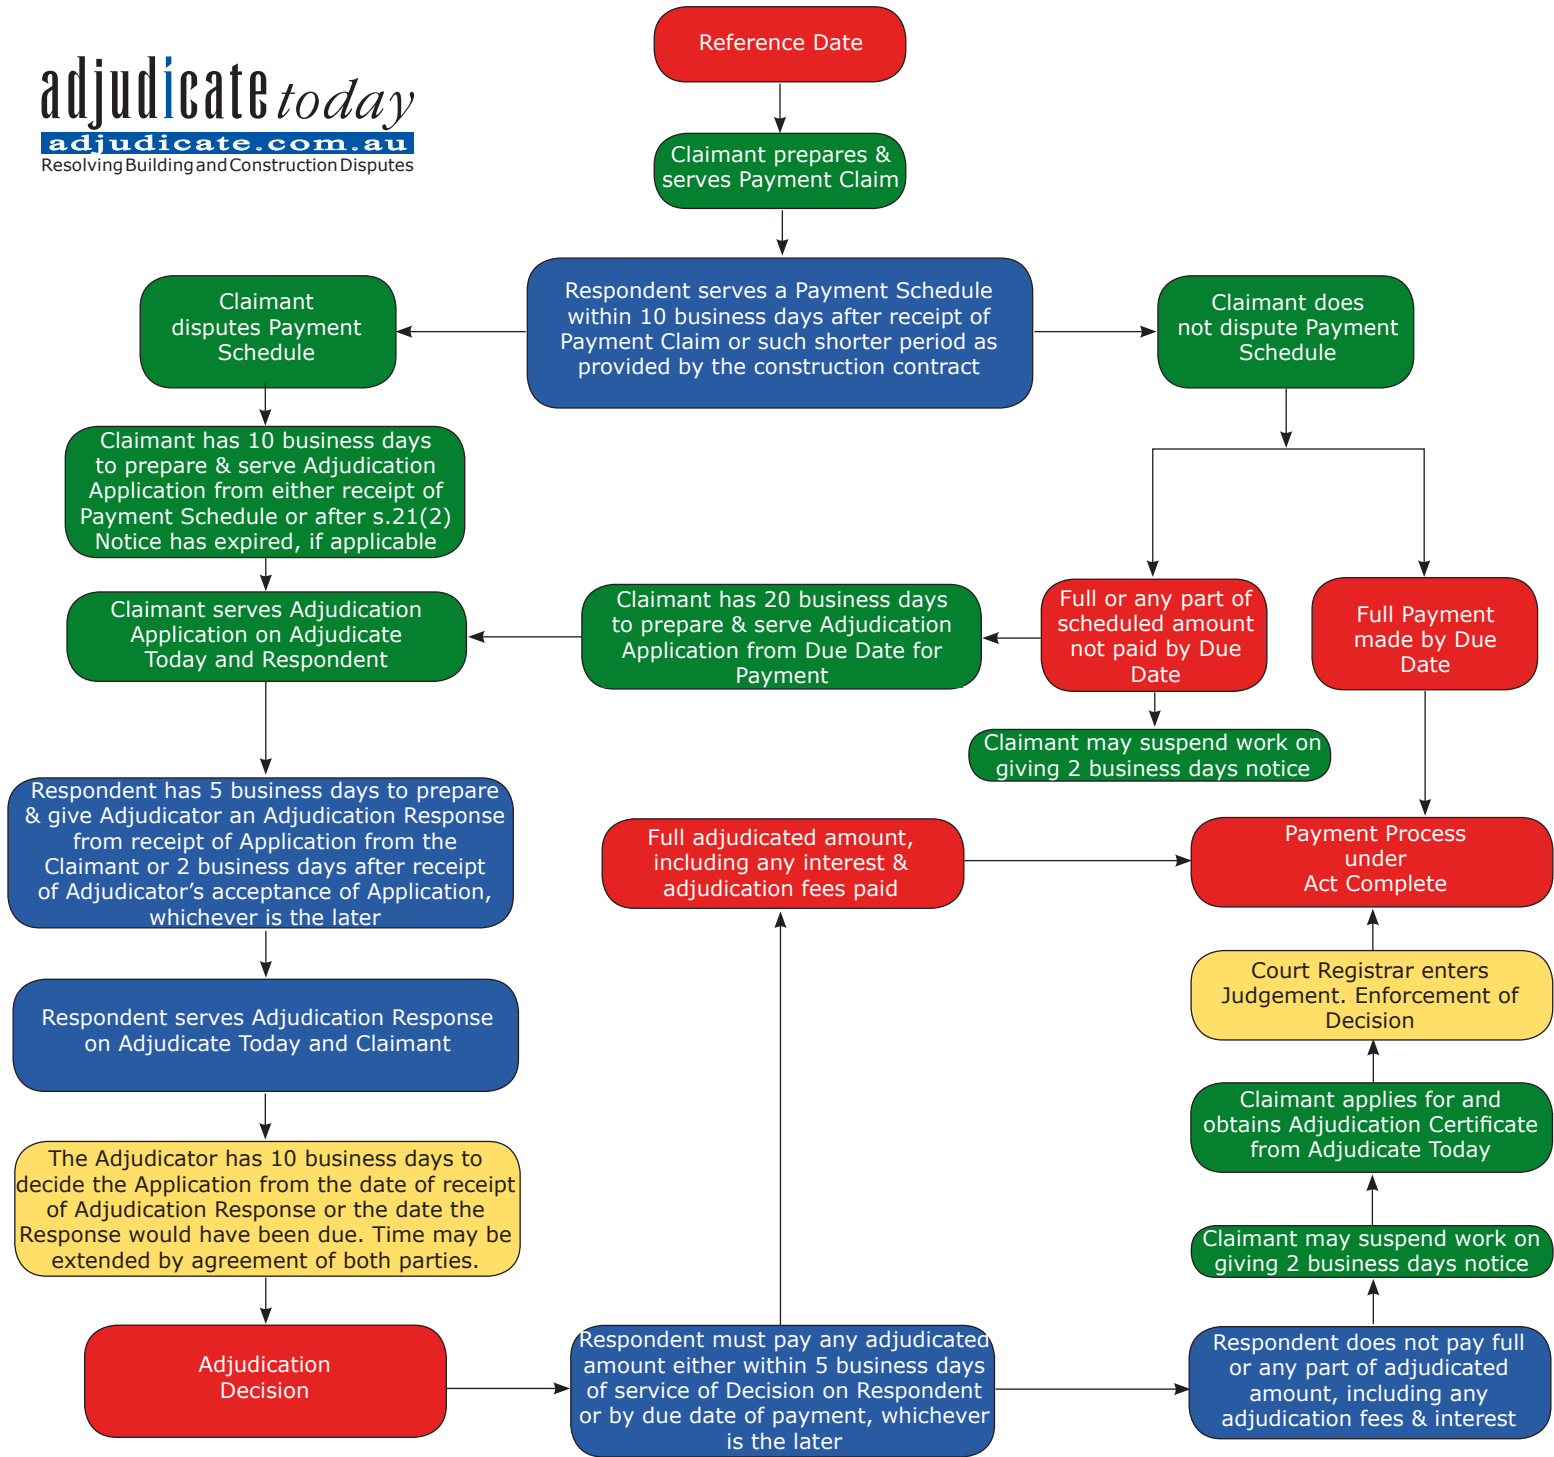 Reference Date
adjudicate today
adjudicate.com.au
Resolving Building and Construction Disputes
Claimant prepares &
serves Payment Claim
Claimant
disputes Payment
Schedule
Respondent serves a Payment Schedule
within 10 business days after receipt of
Payment Claim or such shorter period as
provided by the construction contract
Claimant does
not dispute Payment
Schedule
Claimant has 10 business days
to prepare & serve Adjudication
Application from either receipt of
Payment Schedule or after s.21(2)
Notice has expired, if applicable
Claimant serves Adjudication
Application on Adjudicate
Today and Respondent
Claimant has 20 business days
to prepare & serve Adjudication
Application from Due Date for
Payment
Full or any part of
scheduled amount
not paid by Due
Date
Full Payment
made by Due
Date
Claimant may suspend work on
giving 2 business days notice
Respondent has 5 business days to prepare
& give Adjudicator an Adjudication Response
from receipt of Application from the
Claimant or 2 business days after receipt
of Adjudicator’s acceptance of Application,
whichever is the later
Full adjudicated amount,
including any interest &
adjudication fees paid
Payment Process
under
Act Complete
Respondent serves Adjudication Response
on Adjudicate Today and Claimant
Court Registrar enters
Judgement. Enforcement of
Decision
Claimant applies for and
obtains Adjudication Certificate
from Adjudicate Today
The Adjudicator has 10 business days to
decide the Application from the date of receipt
of Adjudication Response or the date the
Response would have been due. Time may be
extended by agreement of both parties.
Claimant may suspend work on
giving 2 business days notice
Adjudication
Decision
Respondent must pay any adjudicated
amount either within 5 business days
of service of Decision on Respondent
or by due date of payment, whichever
is the later
Respondent does not pay full
or any part of adjudicated
amount, including any
adjudication fees & interest